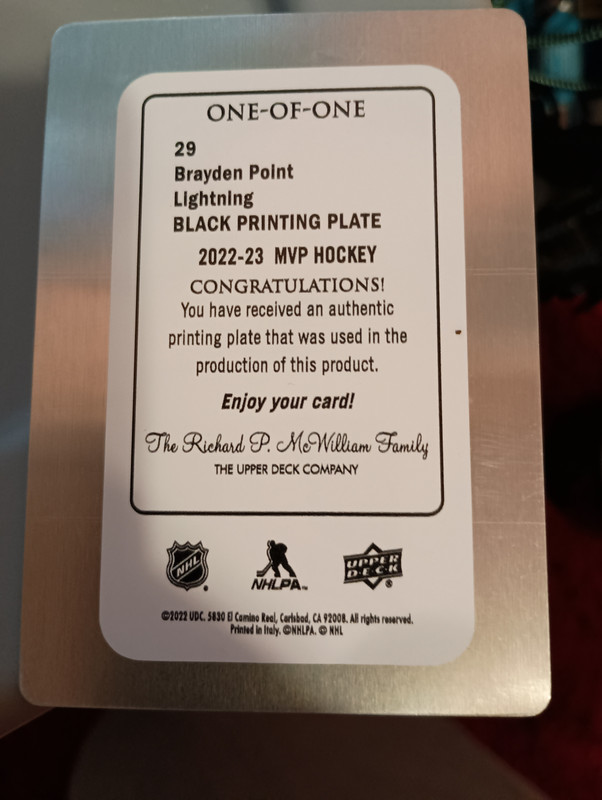 ONE-OF-ONE
29
Brayden Point
Lightning
BLACK PRINTING PLATE
2022-23 MVP HOCKEY
CONGRATULATIONS!
You have received an authentic
printing plate that was used in the
production of this product.
Enjoy your card!
The Richard P. McWilliam Family
THE UPPER DECK COMPANY
NHL
NHLPA™
UPPER DECK ®
©2022 UDC. 5830 El Camino Real, Carlsbad, CA 92008. All rights reserved.
Printed in Italy. ©NHLPA. © NHL